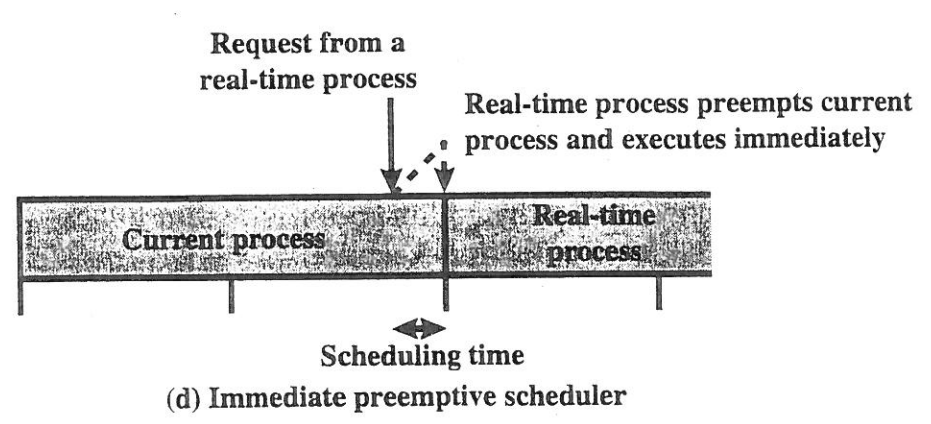 Request from a
real-time process
Real-time process preempts current
process and executes immediately
Current process
Real-time
process
Scheduling time
(d) Immediate preemptive scheduler